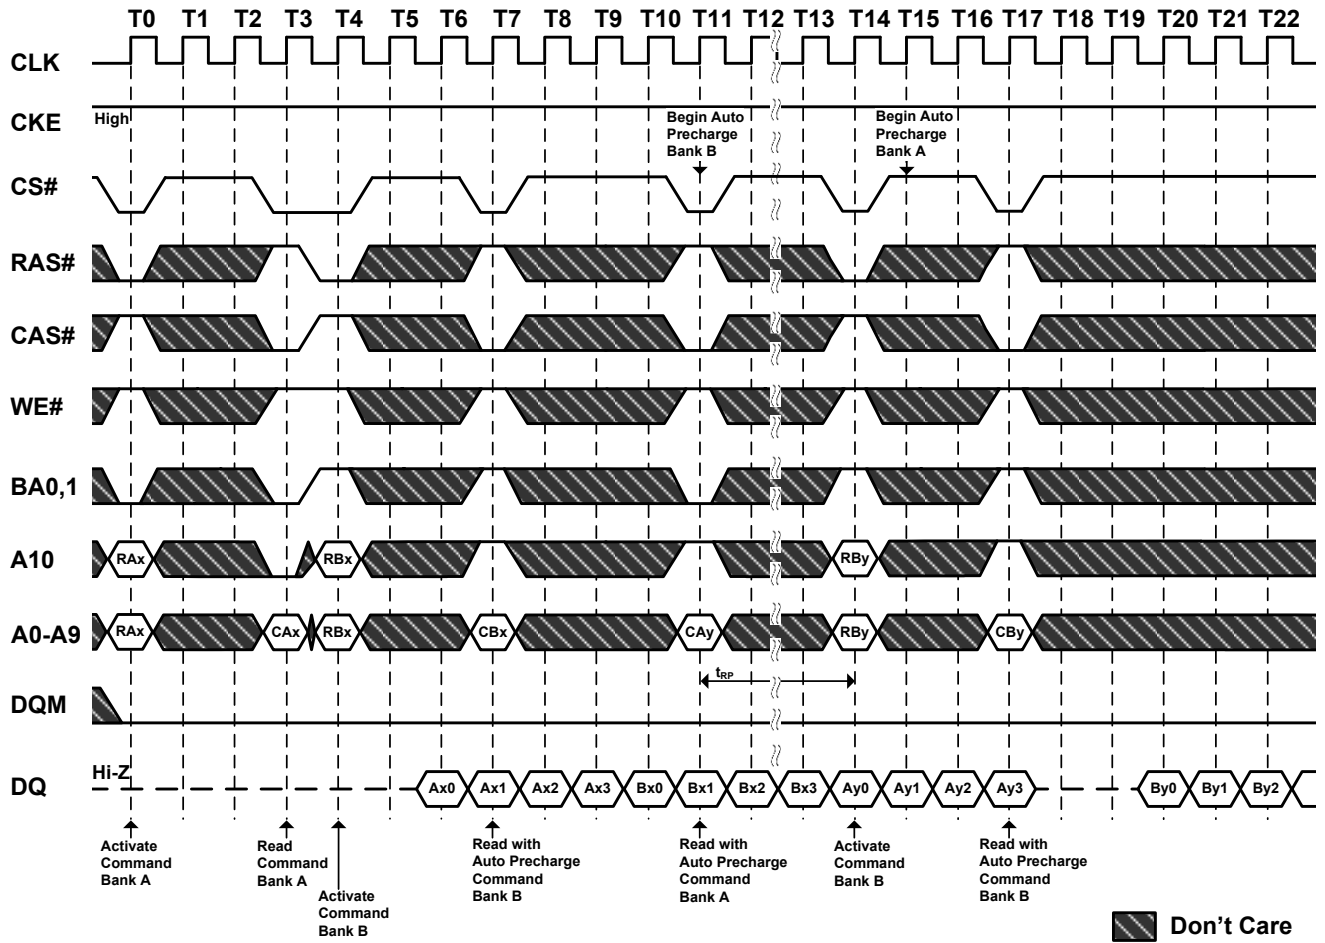 T0 T1 T2 T3 T4 T5 T6 T7 T8 T9 T10 T11 T12 T13 T14 T15 T16 T17 T18 T19 T20 T21 T22
CLK
CKE
High
Begin Auto
Precharge
Bank B
Begin Auto
Precharge
Bank A
CS#
RAS#
CAS#
WE#
BA0,1
A10
RAx
RBx
RBy
A0-A9
RAx
CAx
RBx
CBx
CAy
RBy
CBy
tRP
DQM
Hi-Z
DQ
Ax0 Ax1 Ax2 Ax3 Bx0 Bx1 Bx2 Bx3 Ay0 Ay1 Ay2 Ay3 By0 By1 By2
Activate
Command
Bank A
Read
Command
Bank A
Activate
Command
Bank B
Read with
Auto Precharge
Command
Bank B
Read with
Auto Precharge
Command
Bank A
Activate
Command
Bank B
Read with
Auto Precharge
Command
Bank B
Don't Care